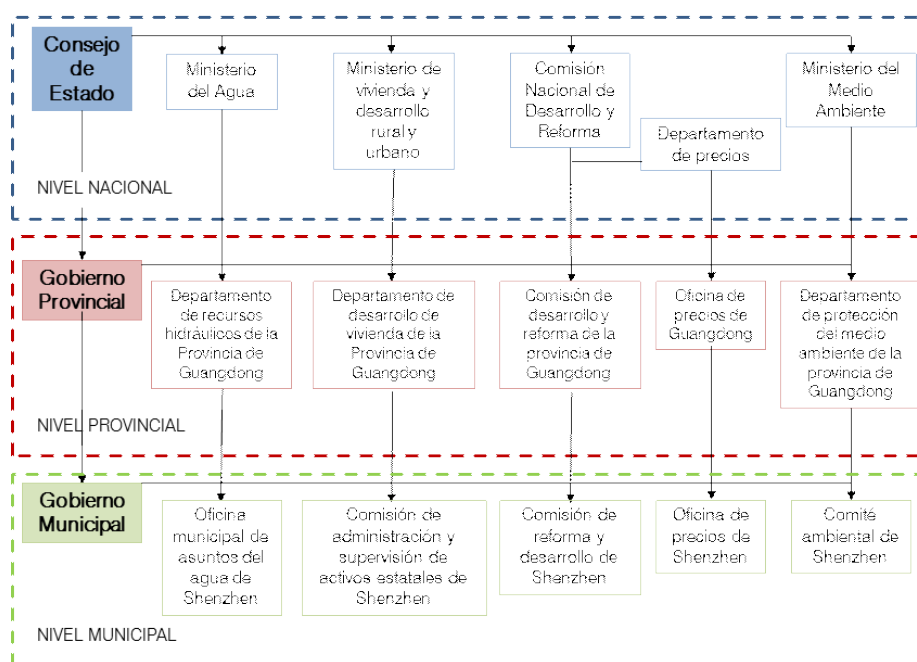 Consejo
de
Estado
Ministerio
del Agua
Ministerio de
vivienda y
desarrollo
rural y
urbano
Comisión
Nacional de
Desarrollo y
Reforma
Departamento
de precios
Ministerio del
Medio
Ambiente
NIVEL NACIONAL
Gobierno
Provincial
Departamento
de recursos
hidráulicos de la
Provincia de
Guangdong
Departamento de
desarrollo de
vivienda de la
Provincia de
Guangdong
Comisión de
desarrollo y
reforma de la
provincia de
Guangdong
Oficina de
precios de
Guangdong
Departamento
de protección
del medio
ambiente de la
provincia de
Guangdong
NIVEL PROVINCIAL
Gobierno
Municipal
Oficina
municipal de
asuntos del
agua de
Shenzhen
Comisión de
administración y
supervisión de
activos estatales de
Shenzhen
Comisión de
reforma y
desarrollo de
Shenzhen
Oficina de
precios de
Shenzhen
Comité
ambiental de
Shenzhen
NIVEL MUNICIPAL